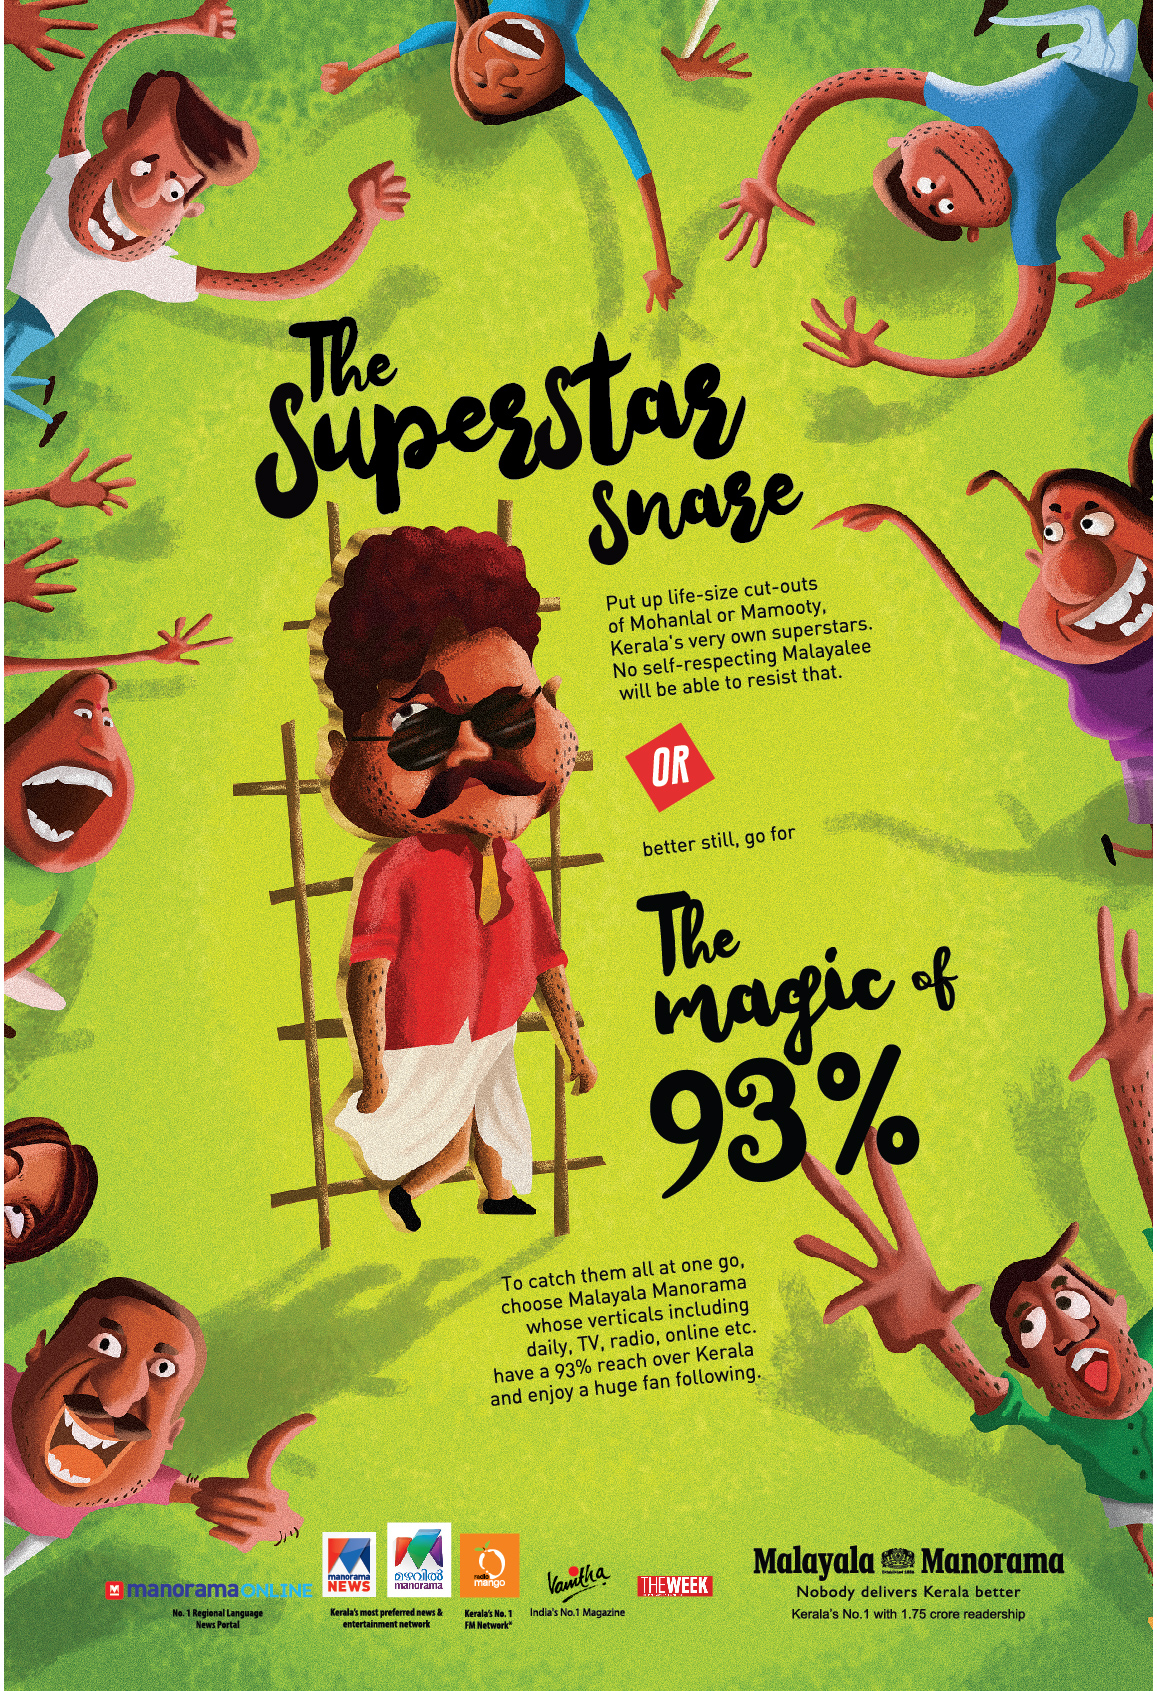 The
Superstar
snare
Put up life-size cut-outs
of Mohanlal or Mamooty,
Kerala's very own superstars.
No self-respecting Malayalee
will be able to resist that.
OR
better still, go for
The
magic of
93%
To catch them all at one go,
choose Malayala Manorama
whose verticals including
daily, TV, radio, online etc.
have a 93% reach over Kerala
and enjoy a huge fan following.
M manorama ONLINE
No. 1 Regional Language
News Portal
manorama
NEWS
മഴവിൽ
manorama
Kerala's most preferred news &
entertainment network
radio
mango
Kerala's No. 1
FM Network*
Vanitha
India's No.1 Magazine
THE WEEK
Malayala Manorama
Nobody delivers Kerala better
Kerala's No.1 with 1.75 crore readership